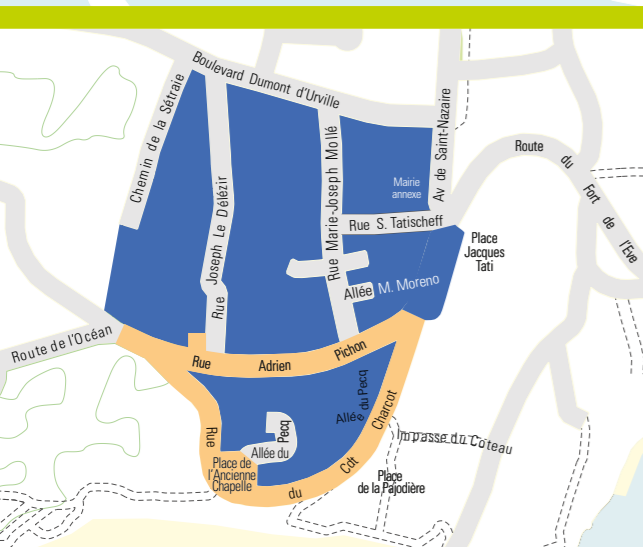 Boulevard Dumont d'Urville
Chemin de la Sétraie
Av de Saint-Nazaire
Rue Joseph Le Délézir
Rue Marie-Joseph Mollé
Mairie
annexe
Route du Fort de l'Eve
Rue S. Tatischeff
Place
Jacques
Tati
Allée M. Moreno
Route de l'Océan
Rue Adrien Pichon
Allée du Pecq
Rue du Cdt Charcot
Allée du Pecq
Impasse du Coteau
Place de
l'Ancienne
Chapelle
Place
de la Pajodière